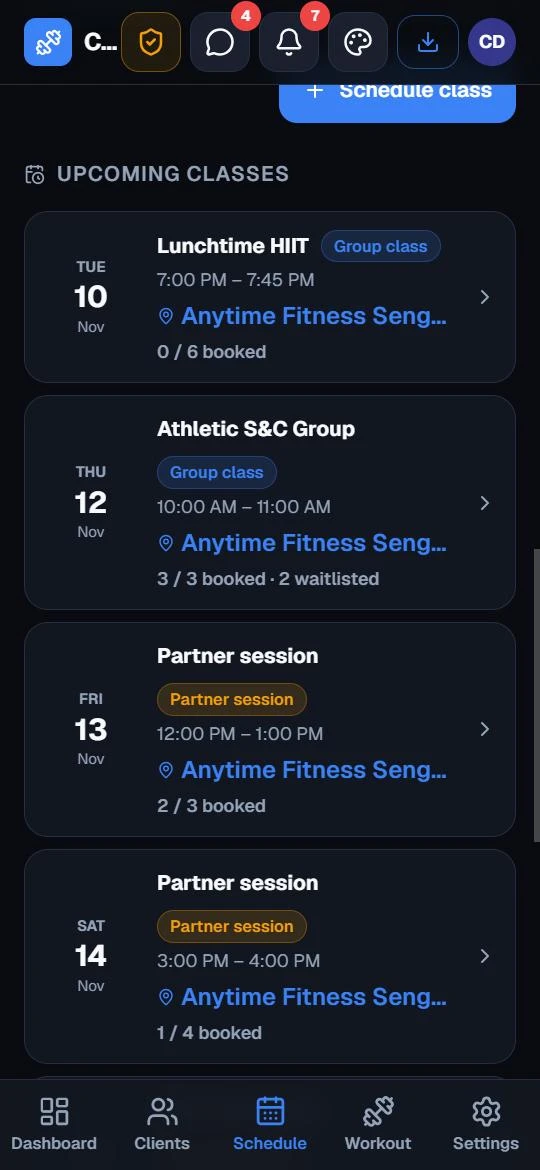 C...
4
7
CD
Schedule class
UPCOMING CLASSES
TUE
10
Nov
Lunchtime HIIT
Group class
7:00 PM – 7:45 PM
Anytime Fitness Seng...
0 / 6 booked
THU
12
Nov
Athletic S&C Group
Group class
10:00 AM – 11:00 AM
Anytime Fitness Seng...
3 / 3 booked · 2 waitlisted
FRI
13
Nov
Partner session
Partner session
12:00 PM – 1:00 PM
Anytime Fitness Seng...
2 / 3 booked
SAT
14
Nov
Partner session
Partner session
3:00 PM – 4:00 PM
Anytime Fitness Seng...
1 / 4 booked
Dashboard
Clients
Schedule
Workout
Settings